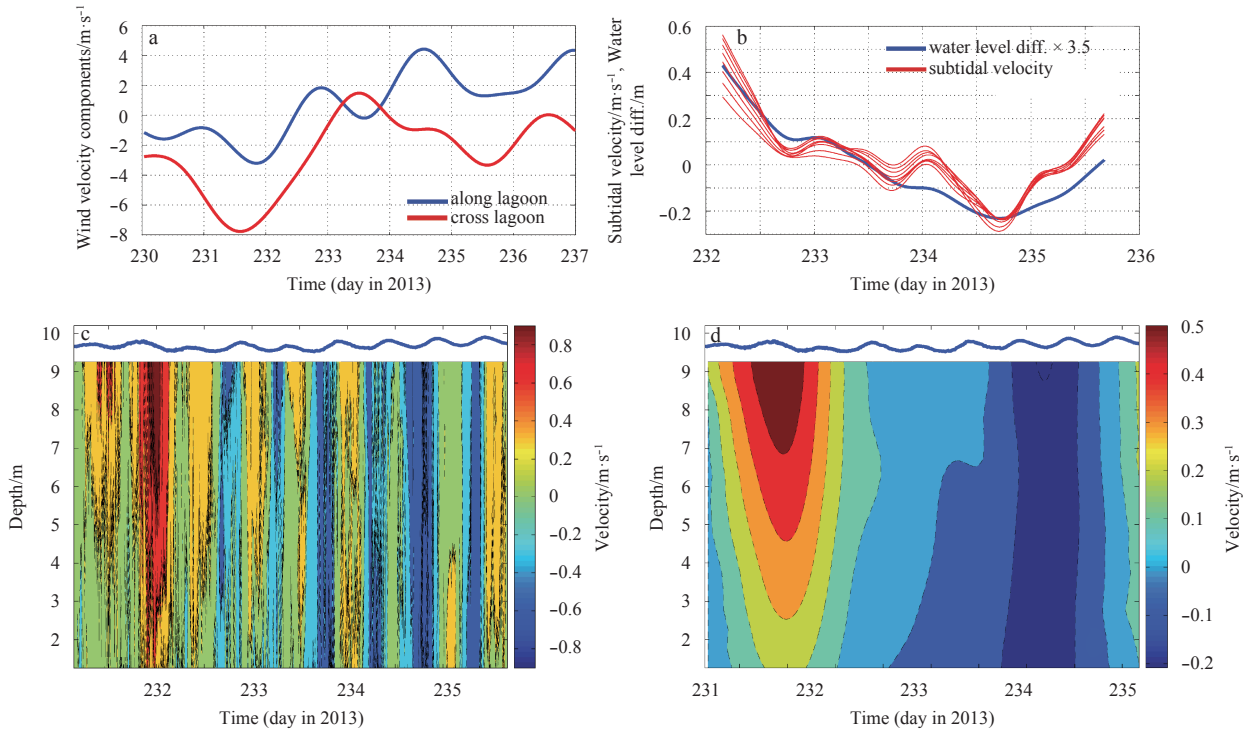 a
Wind velocity components/m·s⁻¹
6
4
2
0
−2
−4
−6
−8
along lagoon
cross lagoon
230 231 232 233 234 235 236 237
Time (day in 2013)
b
Subtidal velocity/m·s⁻¹, Water
level diff./m
0.6
0.4
0.2
0
−0.2
water level diff. × 3.5
subtidal velocity
232 233 234 235 236
Time (day in 2013)
c
Depth/m
10
9
8
7
6
5
4
3
2
232 233 234 235
Time (day in 2013)
0.8
0.6
0.4
0.2
0
−0.2
−0.4
−0.6
−0.8
Velocity/m·s⁻¹
d
Depth/m
10
9
8
7
6
5
4
3
2
231 232 233 234 235
Time (day in 2013)
0.5
0.4
0.3
0.2
0.1
0
−0.1
−0.2
Velocity/m·s⁻¹